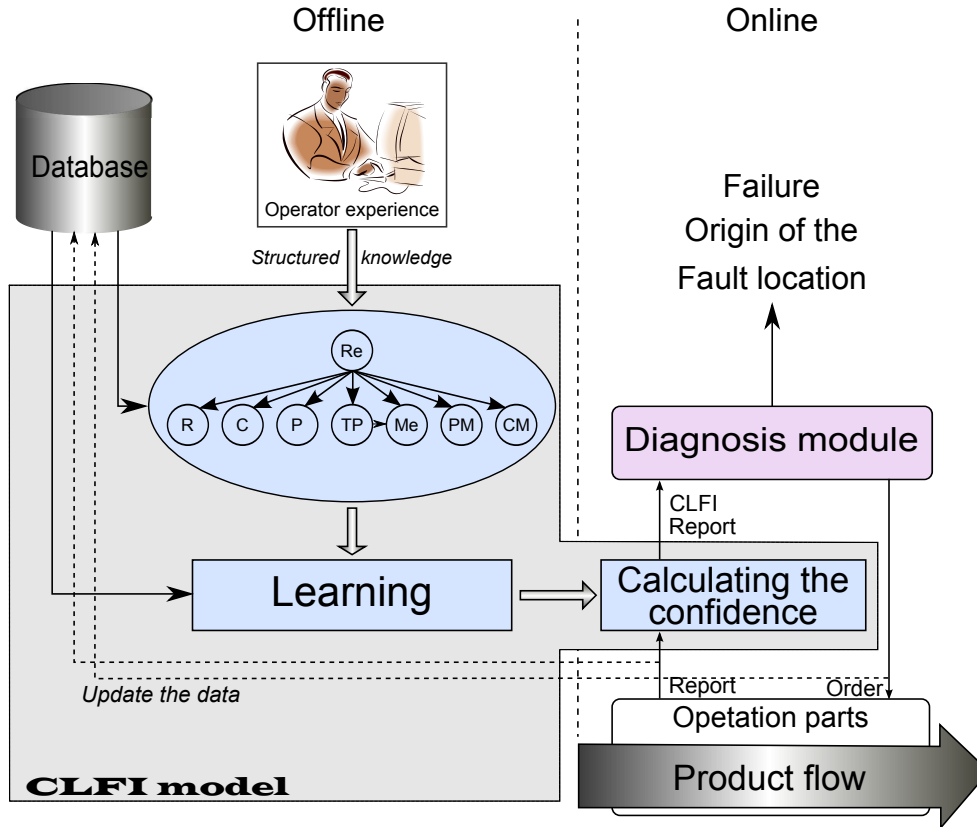 Offline
Online
Database
Operator experience
Structured knowledge
Failure
Origin of the
Fault location
Re
R C P TP Me PM CM
Diagnosis module
CLFI
Report
Learning
Calculating the
confidence
Update the data
Report
Order
Opetation parts
Product flow
CLFI model